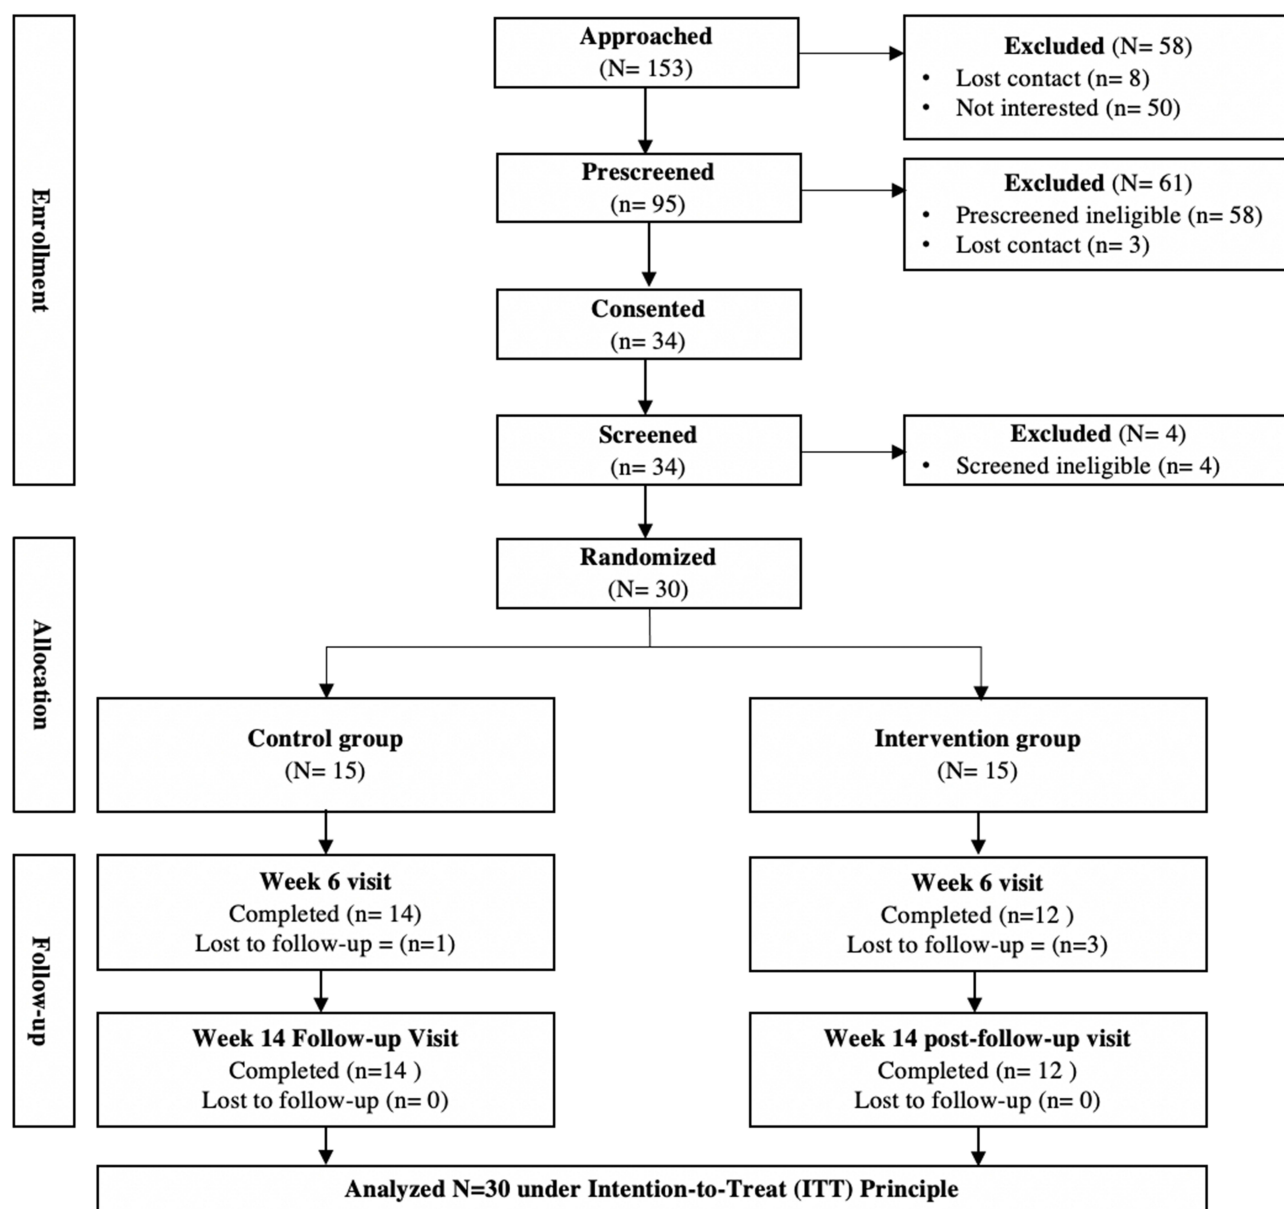 Enrollment
Approached
(N= 153)
Excluded (N= 58)
• Lost contact (n= 8)
• Not interested (n= 50)
Prescreened
(n= 95)
Excluded (N= 61)
• Prescreened ineligible (n= 58)
• Lost contact (n= 3)
Consented
(n= 34)
Screened
(n= 34)
Excluded (N= 4)
• Screened ineligible (n= 4)
Allocation
Randomized
(N= 30)
Control group
(N= 15)
Intervention group
(N= 15)
Follow-up
Week 6 visit
Completed (n= 14)
Lost to follow-up = (n=1)
Week 6 visit
Completed (n=12 )
Lost to follow-up = (n=3)
Week 14 Follow-up Visit
Completed (n=14 )
Lost to follow-up (n= 0)
Week 14 post-follow-up visit
Completed (n= 12 )
Lost to follow-up (n= 0)
Analyzed N=30 under Intention-to-Treat (ITT) Principle